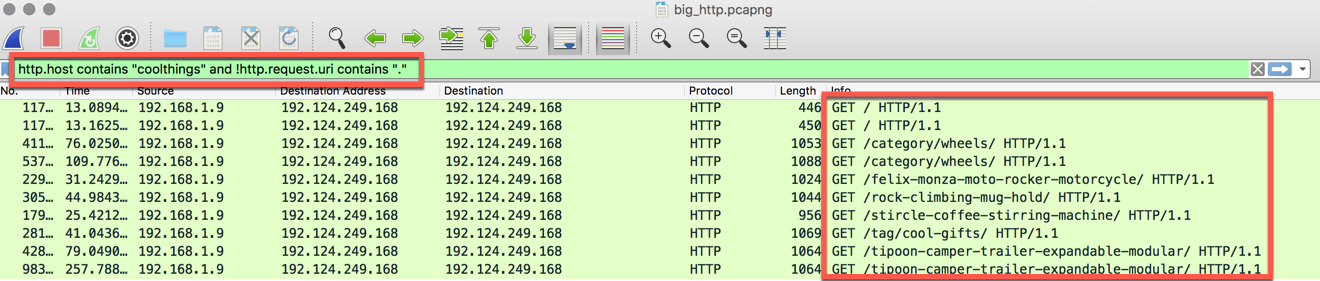 big_http.pcapng
http.host contains "coolthings" and !http.request.uri contains "."
No. Time Source Destination Address Destination Protocol Length Info
117… 13.0894… 192.168.1.9 192.124.249.168 192.124.249.168 HTTP 446 GET / HTTP/1.1
117… 13.1625… 192.168.1.9 192.124.249.168 192.124.249.168 HTTP 450 GET / HTTP/1.1
411… 76.0250… 192.168.1.9 192.124.249.168 192.124.249.168 HTTP 1053 GET /category/wheels/ HTTP/1.1
537… 109.776… 192.168.1.9 192.124.249.168 192.124.249.168 HTTP 1088 GET /category/wheels/ HTTP/1.1
229… 31.2429… 192.168.1.9 192.124.249.168 192.124.249.168 HTTP 1024 GET /felix-monza-moto-rocker-motorcycle/ HTTP/1.1
305… 44.9843… 192.168.1.9 192.124.249.168 192.124.249.168 HTTP 1044 GET /rock-climbing-mug-hold/ HTTP/1.1
179… 25.4212… 192.168.1.9 192.124.249.168 192.124.249.168 HTTP 956 GET /stircle-coffee-stirring-machine/ HTTP/1.1
281… 41.0436… 192.168.1.9 192.124.249.168 192.124.249.168 HTTP 1069 GET /tag/cool-gifts/ HTTP/1.1
428… 79.0490… 192.168.1.9 192.124.249.168 192.124.249.168 HTTP 1064 GET /tipoon-camper-trailer-expandable-modular/ HTTP/1.1
983… 257.788… 192.168.1.9 192.124.249.168 192.124.249.168 HTTP 1064 GET /tipoon-camper-trailer-expandable-modular/ HTTP/1.1